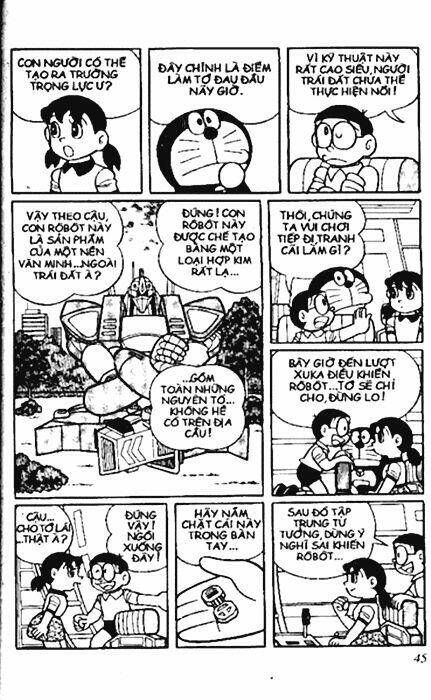 CON NGƯỜI CÓ THỂ
TẠO RA TRƯỜNG
TRỌNG LỰC Ư?
ĐÂY CHÍNH LÀ ĐIỂM
LÀM TỚ ĐAU ĐẦU
NÃY GIỜ.
VÌ KỸ THUẬT NÀY
RẤT CAO SIÊU, NGƯỜI
TRÁI ĐẤT CHƯA THỂ
THỰC HIỆN NỔI!
VẬY THEO CẬU,
CON RÔBÔT NÀY
LÀ SẢN PHẨM
CỦA MỘT NỀN
VĂN MINH...NGOÀI
TRÁI ĐẤT À?
ĐÚNG! CON
RÔBÔT NÀY
ĐƯỢC CHẾ TẠO
BẰNG MỘT
LOẠI HỢP KIM
RẤT LẠ...
...GỒM
TOÀN NHỮNG
NGUYÊN TỐ...
...KHÔNG HỀ
CÓ TRÊN ĐỊA
CẦU!
THÔI, CHÚNG
TA VUI CHƠI
TIẾP ĐI, TRANH
CÃI LÀM GÌ?
BÂY GIỜ ĐẾN LƯỢT
XUKA ĐIỀU KHIỂN
RÔBÔT...TỚ SẼ CHỈ
CHO, ĐỪNG LO!
CẬU...
CHO TỚ LÁI
...THẬT À?
ĐÚNG
VẬY!
NGỒI
XUỐNG
ĐÂY!
HÃY NẮM
CHẶT CÁI NÀY
TRONG BÀN
TAY...
SAU ĐÓ TẬP
TRUNG TƯ
TƯỞNG, DÙNG Ý
NGHĨ SAI KHIẾN
RÔBÔT...
45